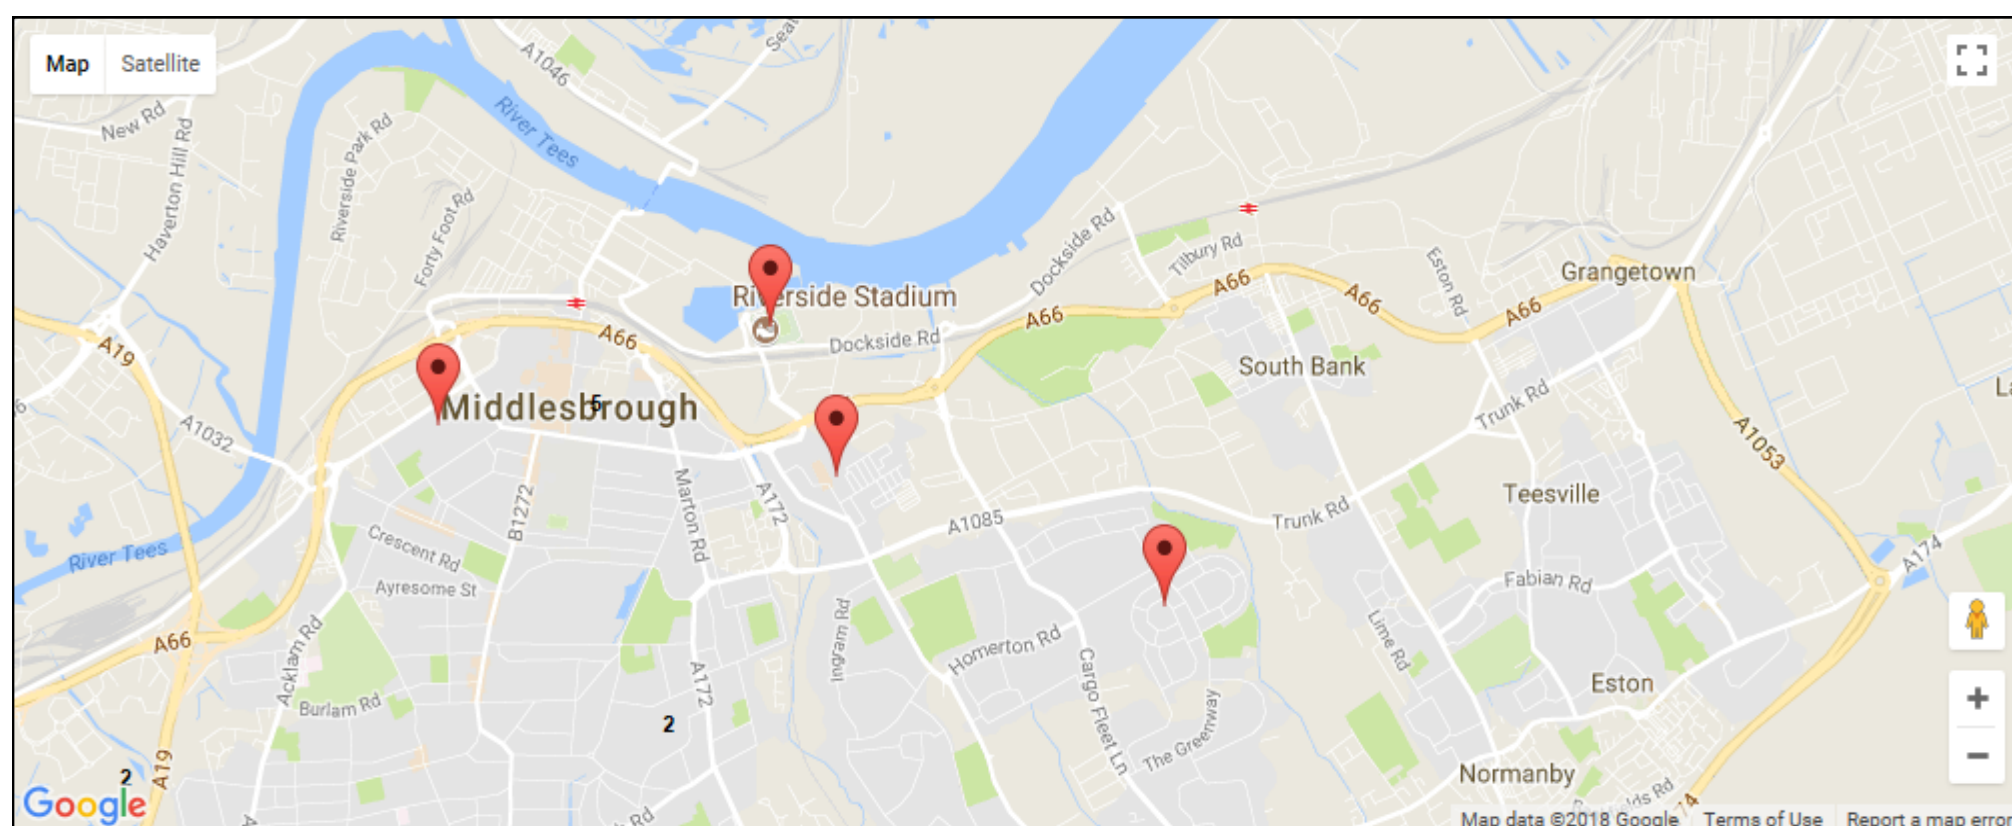 Map Satellite
A1046
Seat
New Rd
River Tees
Haverton Hill Rd
Riverside Park Rd
Forty Foot Rd
Dockside Rd
Tilbury Rd
Eston Rd
Grangetown
Riverside Stadium
A66
A66
A66
A66
A66
Dockside Rd
A19
South Bank
Middlesbrough
5
Trunk Rd
A1032
A1053
Teesville
Marton Rd
A172
B1272
A1085
Trunk Rd
Crescent Rd
River Tees
A174
Ayresome St
Fabian Rd
Ingram Rd
Lime Rd
A66
Acklam Rd
Homerton Rd
Cargo Fleet Ln
A172
Eston
Burlam Rd
2
The Greenway
A19
2
Normanby
Google
Rd
Map data ©2018 Google Terms of Use Report a map error